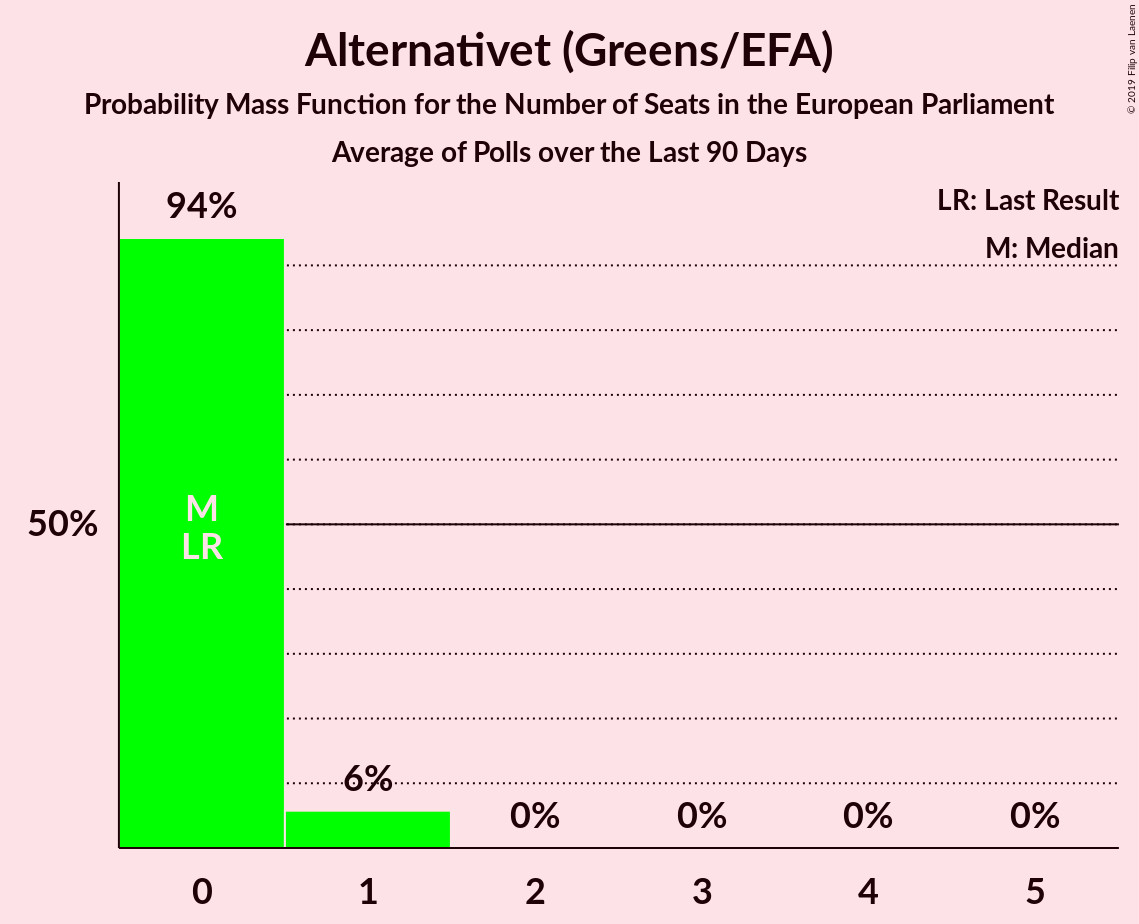 Alternativet (Greens/EFA)
Probability Mass Function for the Number of Seats in the European Parliament
Average of Polls over the Last 90 Days
© 2019 Filip van Laenen
LR: Last Result
M: Median
94%
M
LR
50%
6%
0%
0%
0%
0%
0
1
2
3
4
5